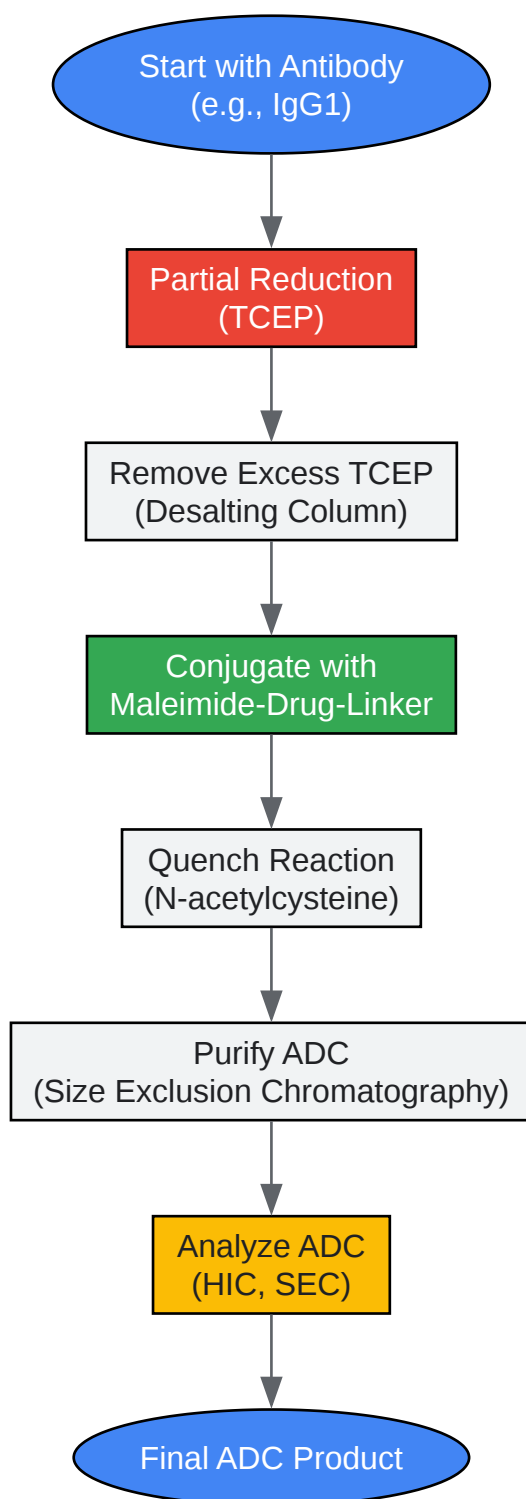 Start with Antibody
(e.g., IgG1)
Partial Reduction
(TCEP)
Remove Excess TCEP
(Desalting Column)
Conjugate with
Maleimide-Drug-Linker
Quench Reaction
(N-acetylcysteine)
Purify ADC
(Size Exclusion Chromatography)
Analyze ADC
(HIC, SEC)
Final ADC Product